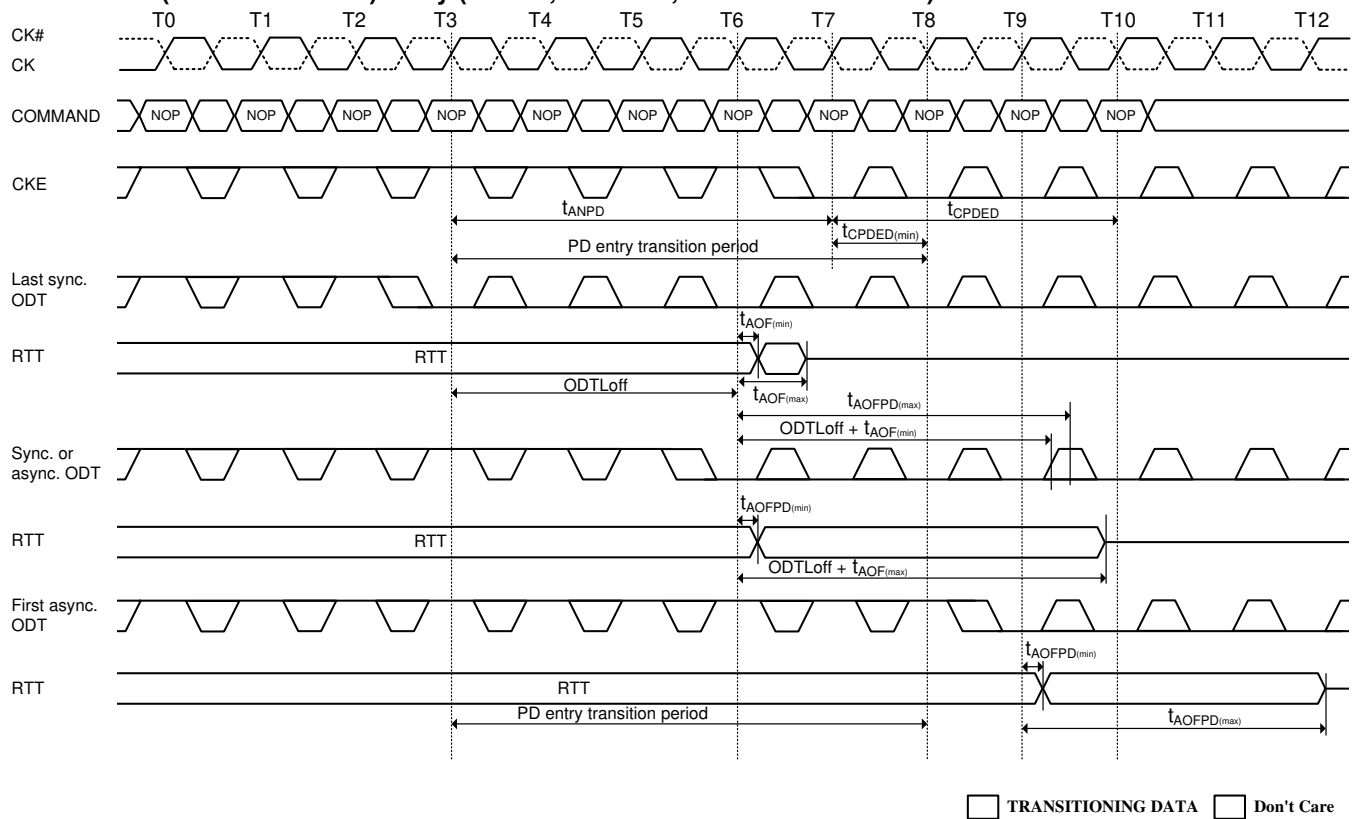 T0 T1 T2 T3 T4 T5 T6 T7 T8 T9 T10 T11 T12
CK#
CK
COMMAND NOP NOP NOP NOP NOP NOP NOP NOP NOP NOP NOP
CKE
tANPD tCPDED
tCPDED(min)
PD entry transition period
Last sync.
ODT
tAOF(min)
RTT RTT
ODTLoff tAOF(max)
tAOFPD(max)
ODTLoff + tAOF(min)
Sync. or
async. ODT
tAOFPD(min)
RTT RTT
ODTLoff + tAOF(max)
First async.
ODT
tAOFPD(min)
RTT RTT
PD entry transition period tAOFPD(max)
TRANSITIONING DATA Don't Care